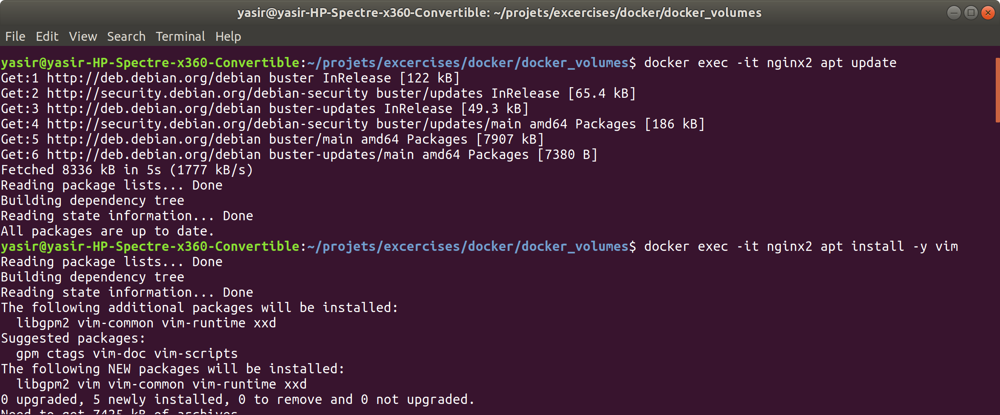 yasir@yasir-HP-Spectre-x360-Convertible: ~/projets/excercises/docker/docker_volumes
File Edit View Search Terminal Help
yasir@yasir-HP-Spectre-x360-Convertible:~/projets/excercises/docker/docker_volumes$ docker exec -it nginx2 apt update
Get:1 http://deb.debian.org/debian buster InRelease [122 kB]
Get:2 http://security.debian.org/debian-security buster/updates InRelease [65.4 kB]
Get:3 http://deb.debian.org/debian buster-updates InRelease [49.3 kB]
Get:4 http://security.debian.org/debian-security buster/updates/main amd64 Packages [186 kB]
Get:5 http://deb.debian.org/debian buster/main amd64 Packages [7907 kB]
Get:6 http://deb.debian.org/debian buster-updates/main amd64 Packages [7380 B]
Fetched 8336 kB in 5s (1777 kB/s)
Reading package lists... Done
Building dependency tree
Reading state information... Done
All packages are up to date.
yasir@yasir-HP-Spectre-x360-Convertible:~/projets/excercises/docker/docker_volumes$ docker exec -it nginx2 apt install -y vim
Reading package lists... Done
Building dependency tree
Reading state information... Done
The following additional packages will be installed:
  libgpm2 vim-common vim-runtime xxd
Suggested packages:
  gpm ctags vim-doc vim-scripts
The following NEW packages will be installed:
  libgpm2 vim vim-common vim-runtime xxd
0 upgraded, 5 newly installed, 0 to remove and 0 not upgraded.
Need to get 7425 kB of archives